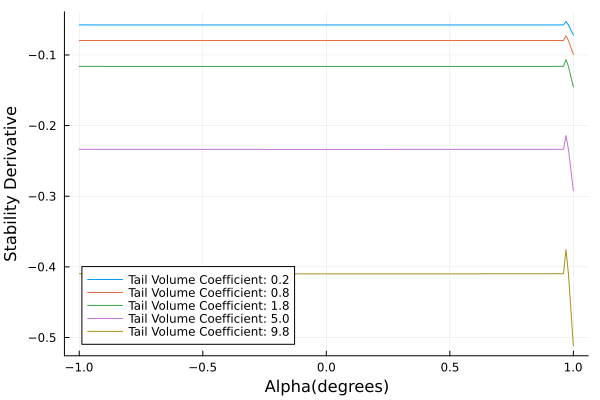 −0.1
−0.2
−0.3
−0.4
−0.5
Stability Derivative
Tail Volume Coefficient: 0.2
Tail Volume Coefficient: 0.8
Tail Volume Coefficient: 1.8
Tail Volume Coefficient: 5.0
Tail Volume Coefficient: 9.8
−1.0 −0.5 0.0 0.5 1.0
Alpha(degrees)